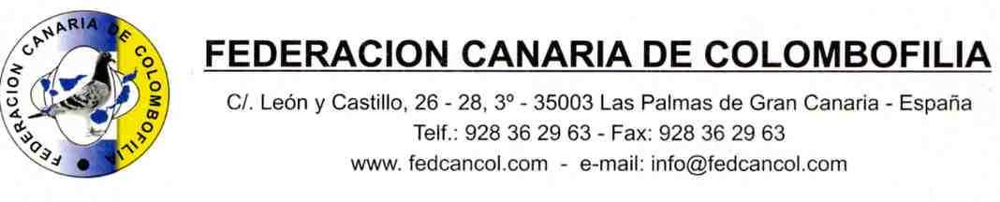 FEDERACION CANARIA DE COLOMBOFILIA
FEDERACION CANARIA DE COLOMBOFILIA
C/. León y Castillo, 26 - 28, 3º - 35003 Las Palmas de Gran Canaria - España
Telf.: 928 36 29 63 - Fax: 928 36 29 63
www. fedcancol.com - e-mail: info@fedcancol.com